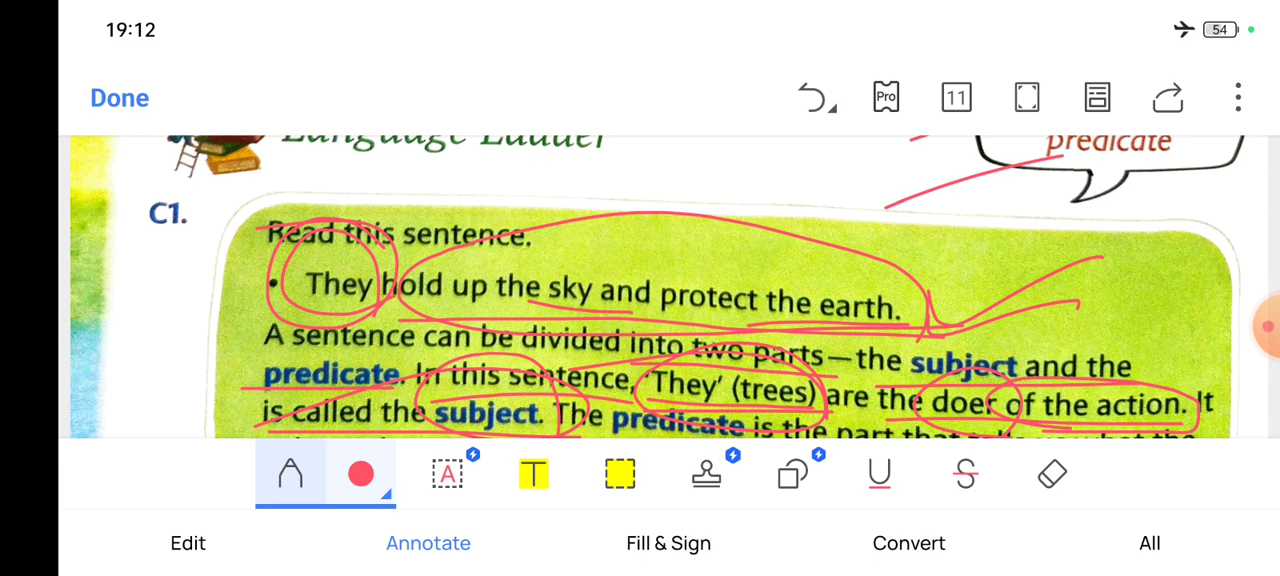 19:12
54
Done
Pro
11
Language Ladder
predicate
C1.
Read this sentence.
• They hold up the sky and protect the earth.
A sentence can be divided into two parts—the subject and the
predicate. In this sentence, 'They' (trees) are the doer of the action. It
is called the subject. The predicate is the part that
A
T
U
S
Edit
Annotate
Fill & Sign
Convert
All